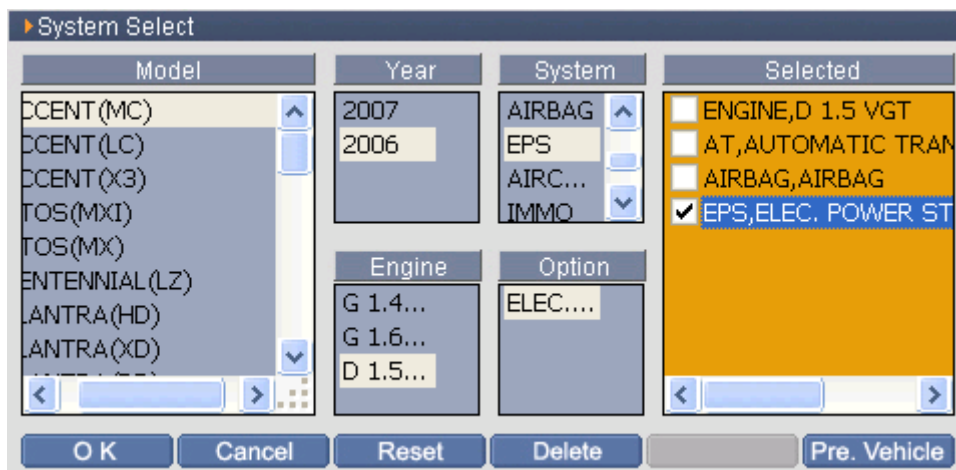 System Select
Model
CCENT(MC)
CCENT(LC)
CCENT(X3)
TOS(MXI)
TOS(MX)
ENTENNIAL(LZ)
LANTRA(HD)
LANTRA(XD)
Year
2007
2006
System
AIRBAG
EPS
AIRC...
IMMO
Engine
G 1.4...
G 1.6...
D 1.5...
Option
ELEC....
Selected
ENGINE,D 1.5 VGT
AT,AUTOMATIC TRAN
AIRBAG,AIRBAG
EPS,ELEC. POWER ST
OK
Cancel
Reset
Delete
Pre. Vehicle